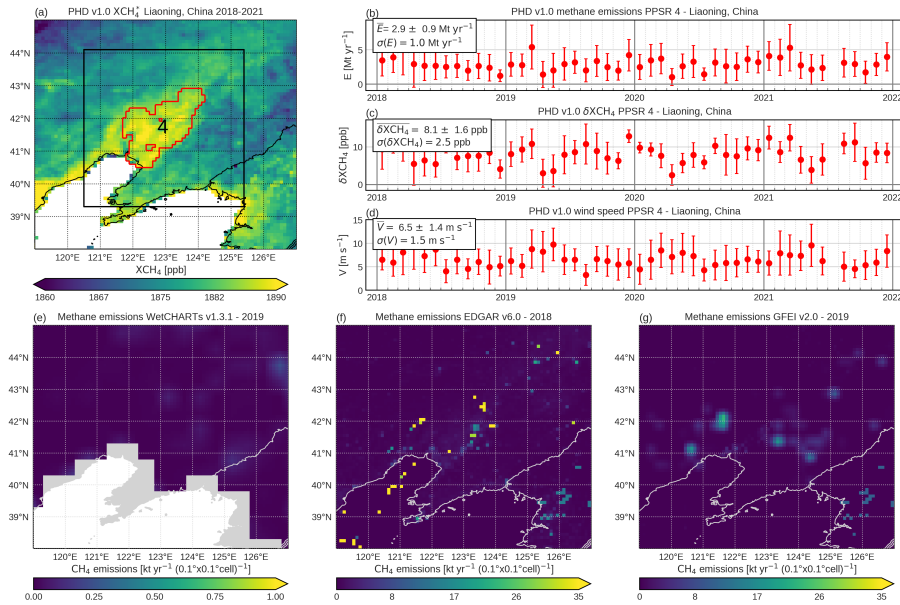 (a) PHD v1.0 XCH₄⁺ Liaoning, China 2018-2021
44°N
43°N
42°N
41°N
40°N
39°N
4
120°E 121°E 122°E 123°E 124°E 125°E 126°E
XCH₄ [ppb]
1860 1867 1875 1882 1890
(b) PHD v1.0 methane emissions PPSR 4 - Liaoning, China
E̅= 2.9 ± 0.9 Mt yr⁻¹
σ(E) = 1.0 Mt yr⁻¹
E [Mt yr⁻¹]
5
0
2018 2019 2020 2021 2022
(c) PHD v1.0 δXCH₄ PPSR 4 - Liaoning, China
δXCH₄ = 8.1 ± 1.6 ppb
σ(δXCH₄) = 2.5 ppb
δXCH₄ [ppb]
10
0
2018 2019 2020 2021 2022
(d) PHD v1.0 wind speed PPSR 4 - Liaoning, China
V̅ = 6.5 ± 1.4 m s⁻¹
σ(V) = 1.5 m s⁻¹
V [m s⁻¹]
15
10
5
0
2018 2019 2020 2021 2022
(e) Methane emissions WetCHARTs v1.3.1 - 2019
44°N
43°N
42°N
41°N
40°N
39°N
120°E 121°E 122°E 123°E 124°E 125°E 126°E
CH₄ emissions [kt yr⁻¹ (0.1°x0.1°cell)⁻¹]
0.00 0.25 0.50 0.75 1.00
(f) Methane emissions EDGAR v6.0 - 2018
44°N
43°N
42°N
41°N
40°N
39°N
120°E 121°E 122°E 123°E 124°E 125°E 126°E
CH₄ emissions [kt yr⁻¹ (0.1°x0.1°cell)⁻¹]
0 8 17 26 35
(g) Methane emissions GFEI v2.0 - 2019
44°N
43°N
42°N
41°N
40°N
39°N
120°E 121°E 122°E 123°E 124°E 125°E 126°E
CH₄ emissions [kt yr⁻¹ (0.1°x0.1°cell)⁻¹]
0 8 17 26 35